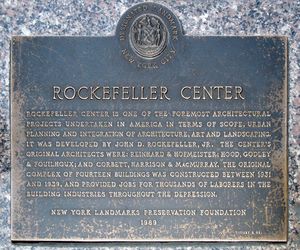 NEW YORK CITY
ROCKEFELLER CENTER
ROCKEFELLER CENTER IS ONE OF THE FOREMOST ARCHITECTURAL
PROJECTS UNDERTAKEN IN AMERICA IN TERMS OF SCOPE, URBAN
PLANNING AND INTEGRATION OF ARCHITECTURE, ART AND LANDSCAPING.
IT WAS DEVELOPED BY JOHN D. ROCKEFELLER, JR. THE CENTER'S
ORIGINAL ARCHITECTS WERE: REINHARD & HOFMEISTER; HOOD, GODLEY
& FOUILHOUX; AND CORBETT, HARRISON & MACMURRAY. THE ORIGINAL
COMPLEX OF FOURTEEN BUILDINGS WAS CONSTRUCTED BETWEEN 1931
AND 1939, AND PROVIDED JOBS FOR THOUSANDS OF LABORERS IN THE
BUILDING INDUSTRIES THROUGHOUT THE DEPRESSION.
NEW YORK LANDMARKS PRESERVATION FOUNDATION
1989